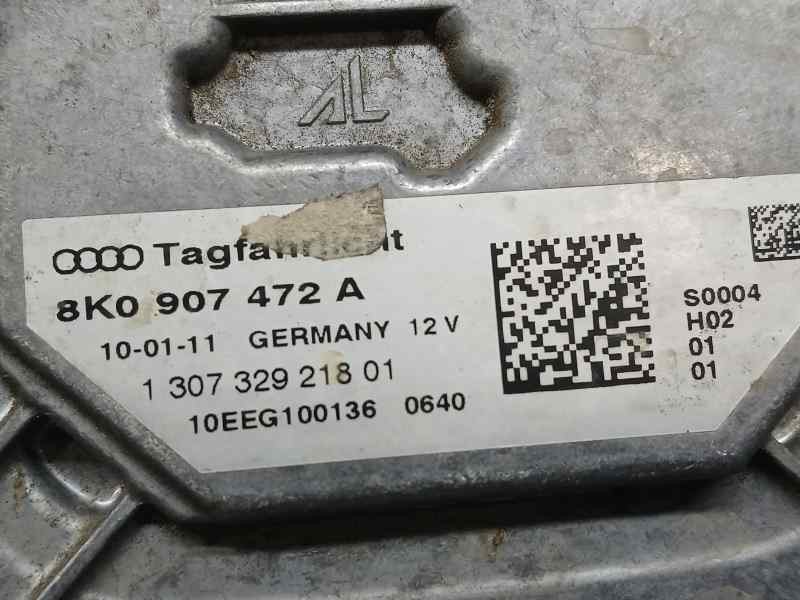 AL
8K0 907 472 A
10-01-11 GERMANY 12 V
1 307 329 218 01
10EEG100136 0640
S0004
H02
01
01